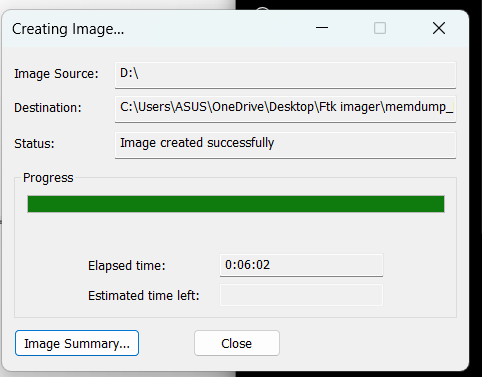 Creating Image...
Image Source: D:\
Destination: C:\Users\ASUS\OneDrive\Desktop\Ftk imager\memdump_
Status: Image created successfully
Progress
Elapsed time: 0:06:02
Estimated time left:
Image Summary... Close